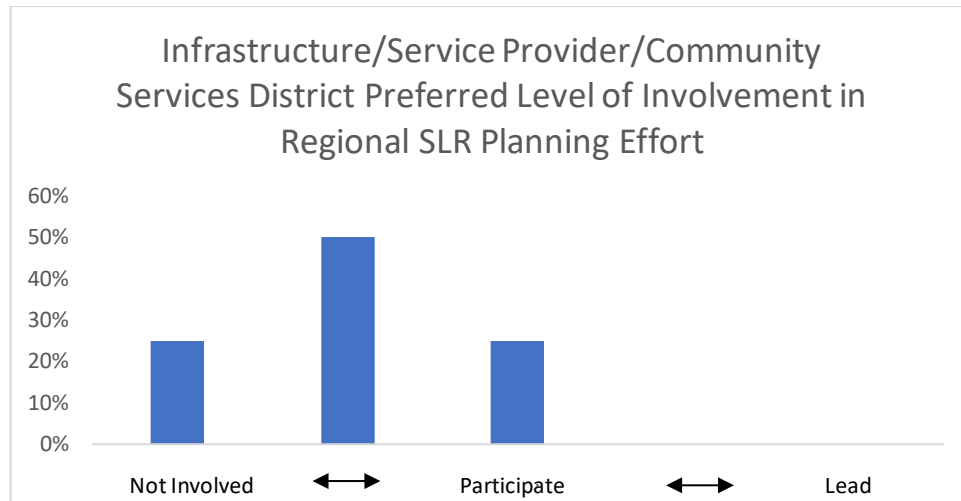 Infrastructure/Service Provider/Community
Services District Preferred Level of Involvement in
Regional SLR Planning Effort
60%
50%
40%
30%
20%
10%
0%
Not Involved Participate Lead